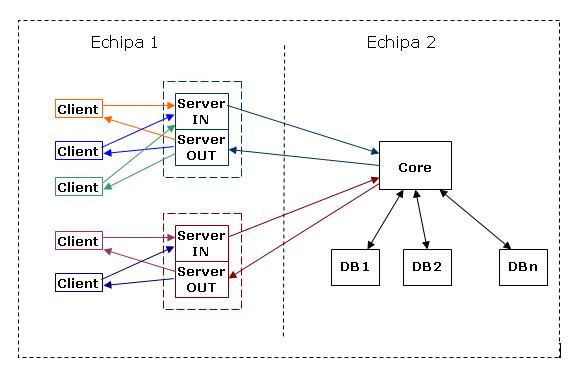 Echipa 1
Echipa 2
Client
Client
Client
Server
IN
Server
OUT
Core
Client
Client
Server
IN
Server
OUT
DB1
DB2
DBn